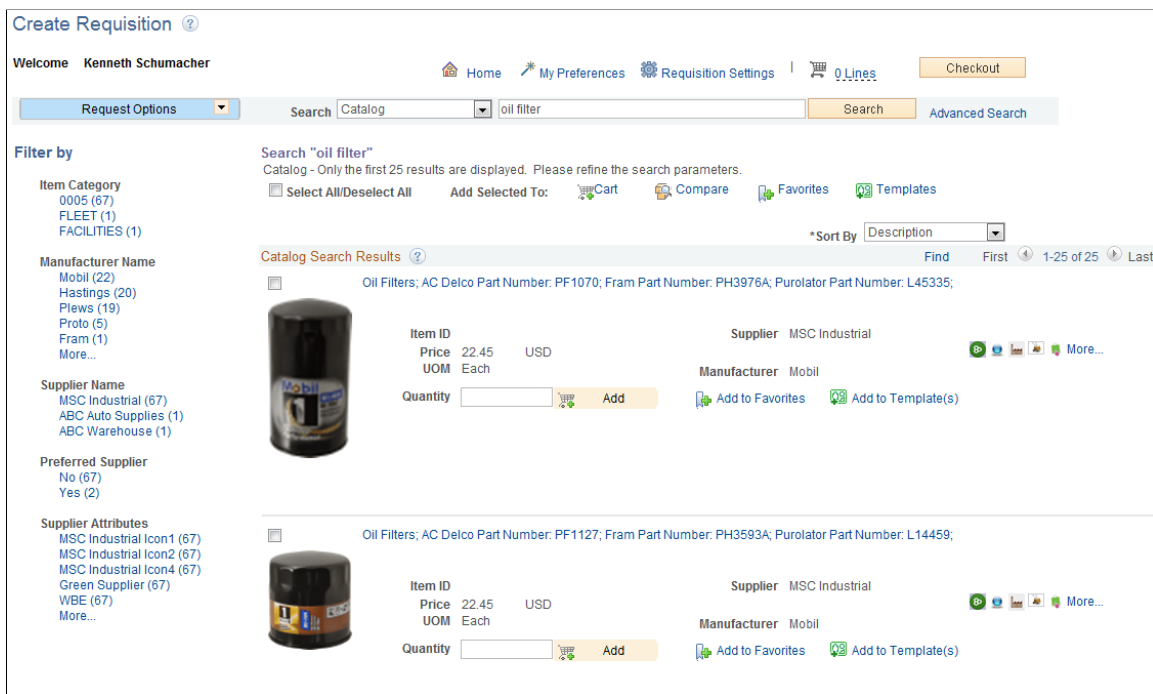 Create Requisition ?
Welcome Kenneth Schumacher
Home My Preferences Requisition Settings | 0 Lines Checkout
Request Options Search Catalog oil filter Search Advanced Search
Filter by
Item Category
0005 (67)
FLEET (1)
FACILITIES (1)
Manufacturer Name
Mobil (22)
Hastings (20)
Plews (19)
Proto (5)
Fram (1)
More...
Supplier Name
MSC Industrial (67)
ABC Auto Supplies (1)
ABC Warehouse (1)
Preferred Supplier
No (67)
Yes (2)
Supplier Attributes
MSC Industrial Icon1 (67)
MSC Industrial Icon2 (67)
MSC Industrial Icon4 (67)
Green Supplier (67)
WBE (67)
More...
Search "oil filter"
Catalog - Only the first 25 results are displayed. Please refine the search parameters.
Select All/Deselect All Add Selected To: Cart Compare Favorites Templates
*Sort By Description
Catalog Search Results ? Find First 1-25 of 25 Last
Oil Filters; AC Delco Part Number: PF1070; Fram Part Number: PH3976A; Purolator Part Number: L45335;
Mobil
1
Item ID Supplier MSC Industrial
Price 22.45 USD More...
UOM Each Manufacturer Mobil
Quantity Add Add to Favorites Add to Template(s)
Oil Filters; AC Delco Part Number: PF1127; Fram Part Number: PH3593A; Purolator Part Number: L14459;
1
Item ID Supplier MSC Industrial
Price 22.45 USD More...
UOM Each Manufacturer Mobil
Quantity Add Add to Favorites Add to Template(s)